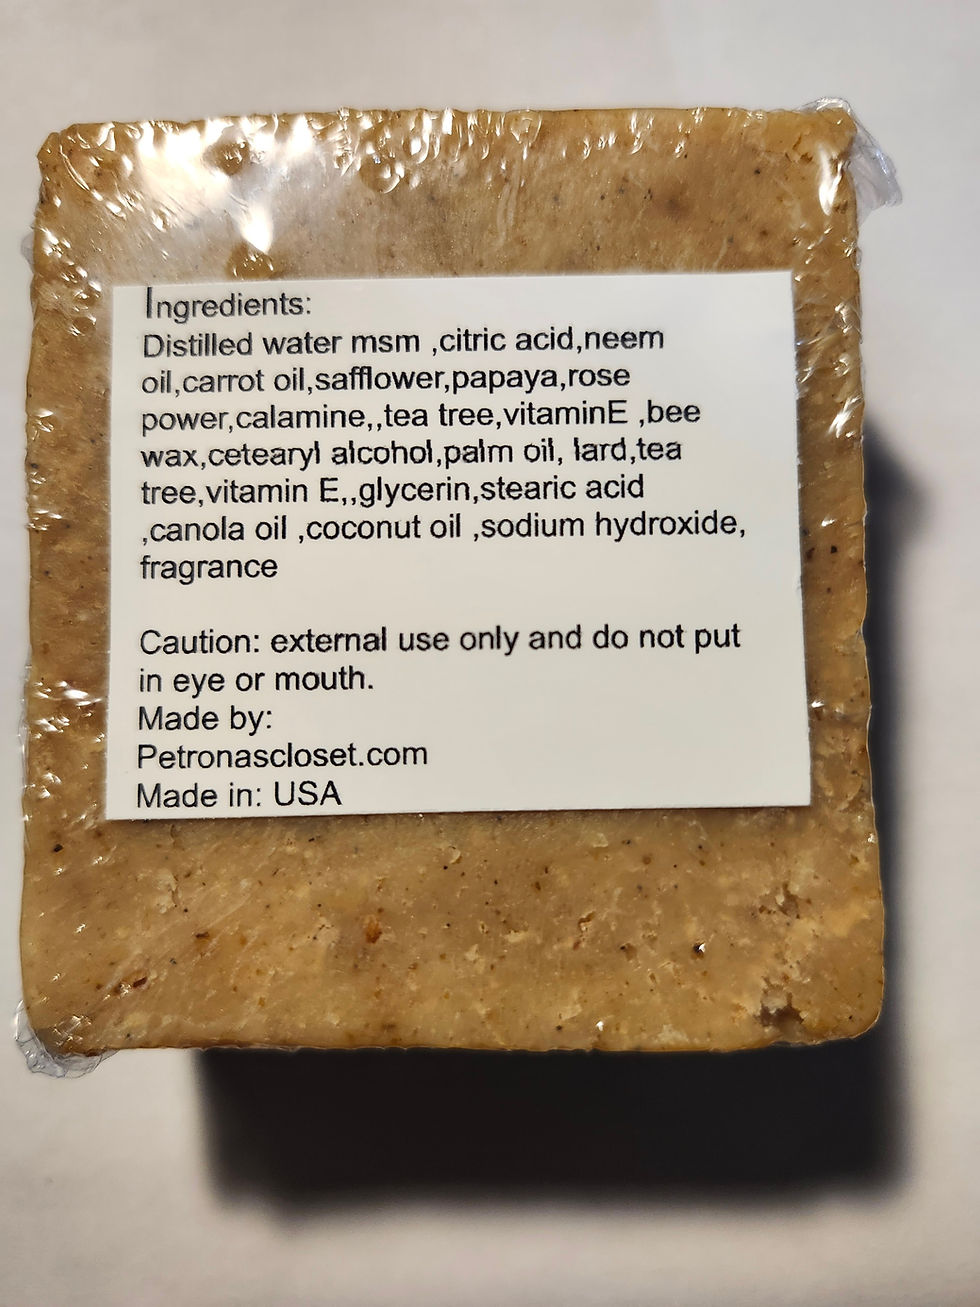 Ingredients:
Distilled water msm ,citric acid,neem
oil,carrot oil,safflower,papaya,rose
power,calamine,,tea tree,vitaminE ,bee
wax,cetearyl alcohol,palm oil, lard,tea
tree,vitamin E,,glycerin,stearic acid
,canola oil ,coconut oil ,sodium hydroxide,
fragrance
Caution: external use only and do not put
in eye or mouth.
Made by:
Petronascloset.com
Made in: USA